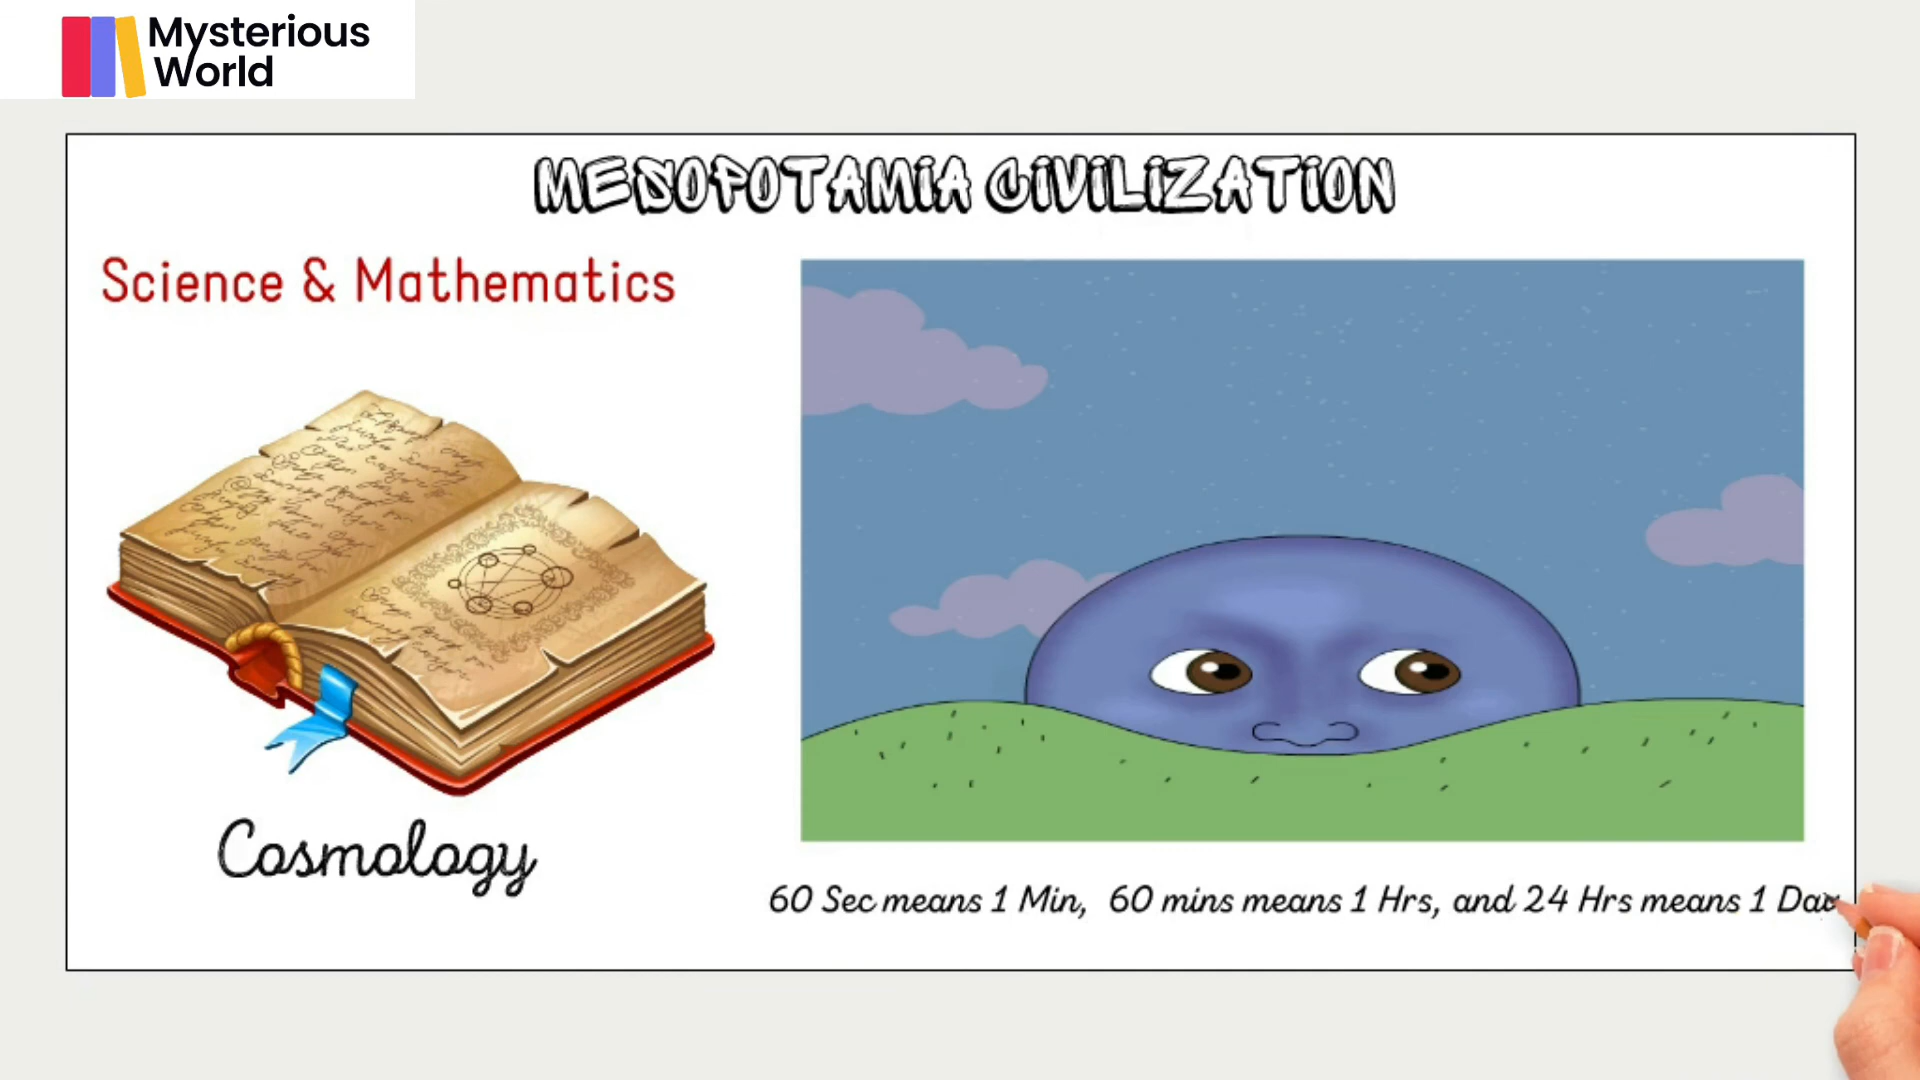 Mysterious
World
MESOPOTAMIA CIVILIZATION
Science & Mathematics
Cosmology
60 Sec means 1 Min, 60 mins means 1 Hrs, and 24 Hrs means 1